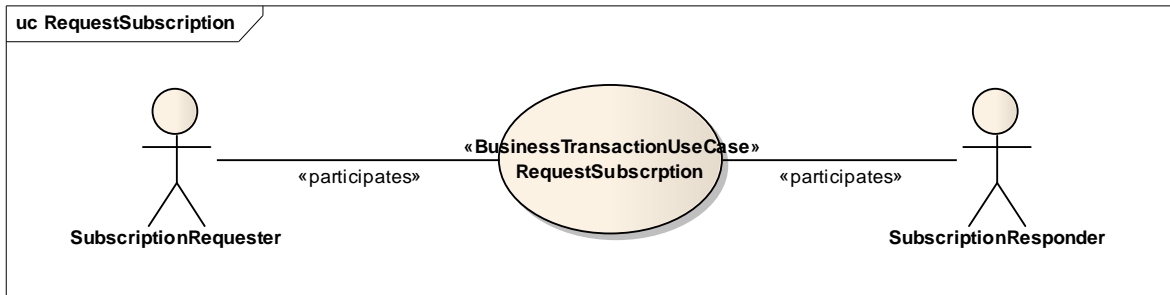 uc RequestSubscription
«BusinessTransactionUseCase»
RequestSubscrption
«participates»
«participates»
SubscriptionRequester
SubscriptionResponder